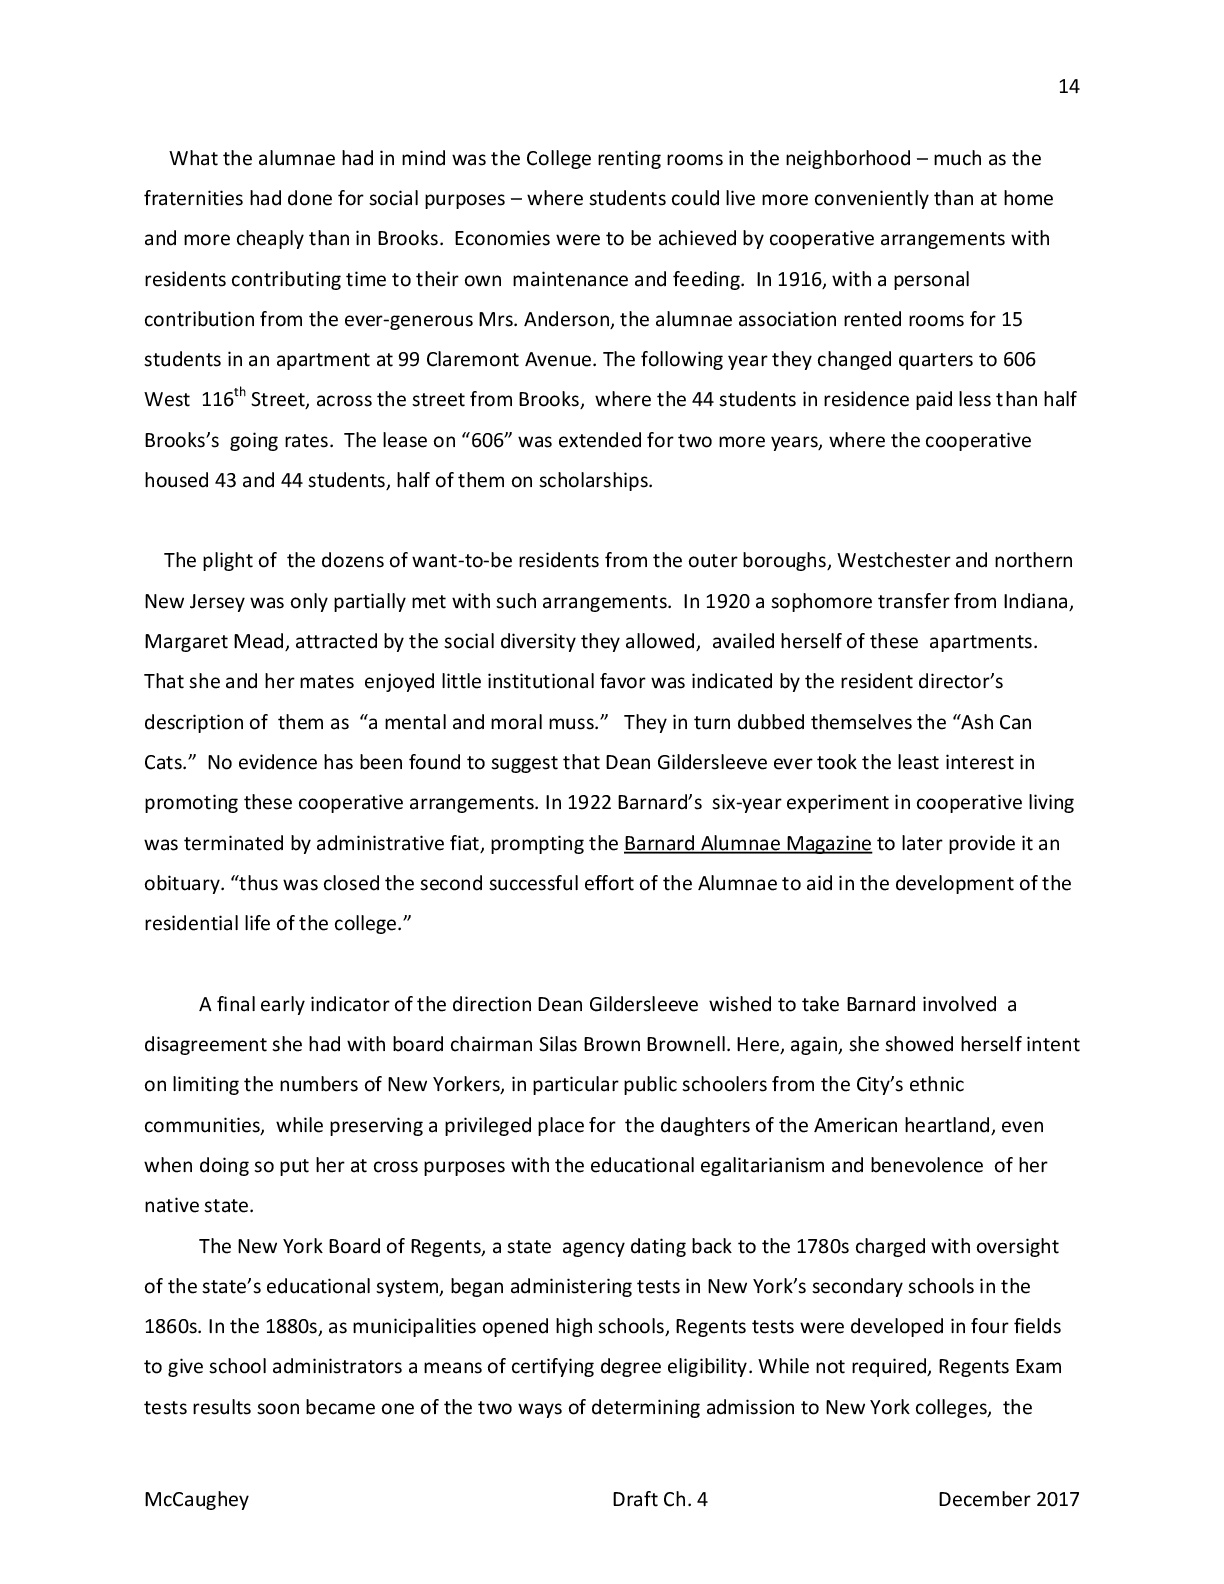 14
What the alumnae had in mind was the College renting rooms in the neighborhood – much as the
fraternities had done for social purposes – where students could live more conveniently than at home
and more cheaply than in Brooks.  Economies were to be achieved by cooperative arrangements with
residents contributing time to their own  maintenance and feeding.  In 1916, with a personal
contribution from the ever-generous Mrs. Anderson, the alumnae association rented rooms for 15
students in an apartment at 99 Claremont Avenue. The following year they changed quarters to 606
West  116th Street, across the street from Brooks,  where the 44 students in residence paid less than half
Brooks’s  going rates.  The lease on “606” was extended for two more years, where the cooperative
housed 43 and 44 students, half of them on scholarships.
The plight of  the dozens of want-to-be residents from the outer boroughs, Westchester and northern
New Jersey was only partially met with such arrangements.  In 1920 a sophomore transfer from Indiana,
Margaret Mead, attracted by the social diversity they allowed,  availed herself of these  apartments.
That she and her mates  enjoyed little institutional favor was indicated by the resident director’s
description of  them as  “a mental and moral muss.”   They in turn dubbed themselves the “Ash Can
Cats.”  No evidence has been found to suggest that Dean Gildersleeve ever took the least interest in
promoting these cooperative arrangements. In 1922 Barnard’s  six-year experiment in cooperative living
was terminated by administrative fiat, prompting the Barnard Alumnae Magazine to later provide it an
obituary. “thus was closed the second successful effort of the Alumnae to aid in the development of the
residential life of the college.”
A final early indicator of the direction Dean Gildersleeve  wished to take Barnard involved  a
disagreement she had with board chairman Silas Brown Brownell. Here, again, she showed herself intent
on limiting the numbers of New Yorkers, in particular public schoolers from the City’s ethnic
communities,  while preserving a privileged place for  the daughters of the American heartland, even
when doing so put her at cross purposes with the educational egalitarianism and benevolence  of her
native state.
The New York Board of Regents, a state  agency dating back to the 1780s charged with oversight
of the state’s educational system, began administering tests in New York’s secondary schools in the
1860s. In the 1880s, as municipalities opened high schools, Regents tests were developed in four fields
to give school administrators a means of certifying degree eligibility. While not required, Regents Exam
tests results soon became one of the two ways of determining admission to New York colleges,  the
McCaughey Draft Ch. 4 December 2017